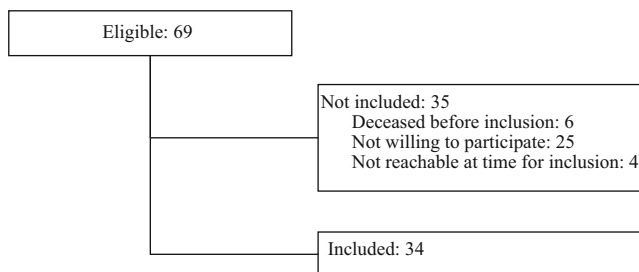 Eligible: 69
Not included: 35
Deceased before inclusion: 6
Not willing to participate: 25
Not reachable at time for inclusion: 4
Included: 34